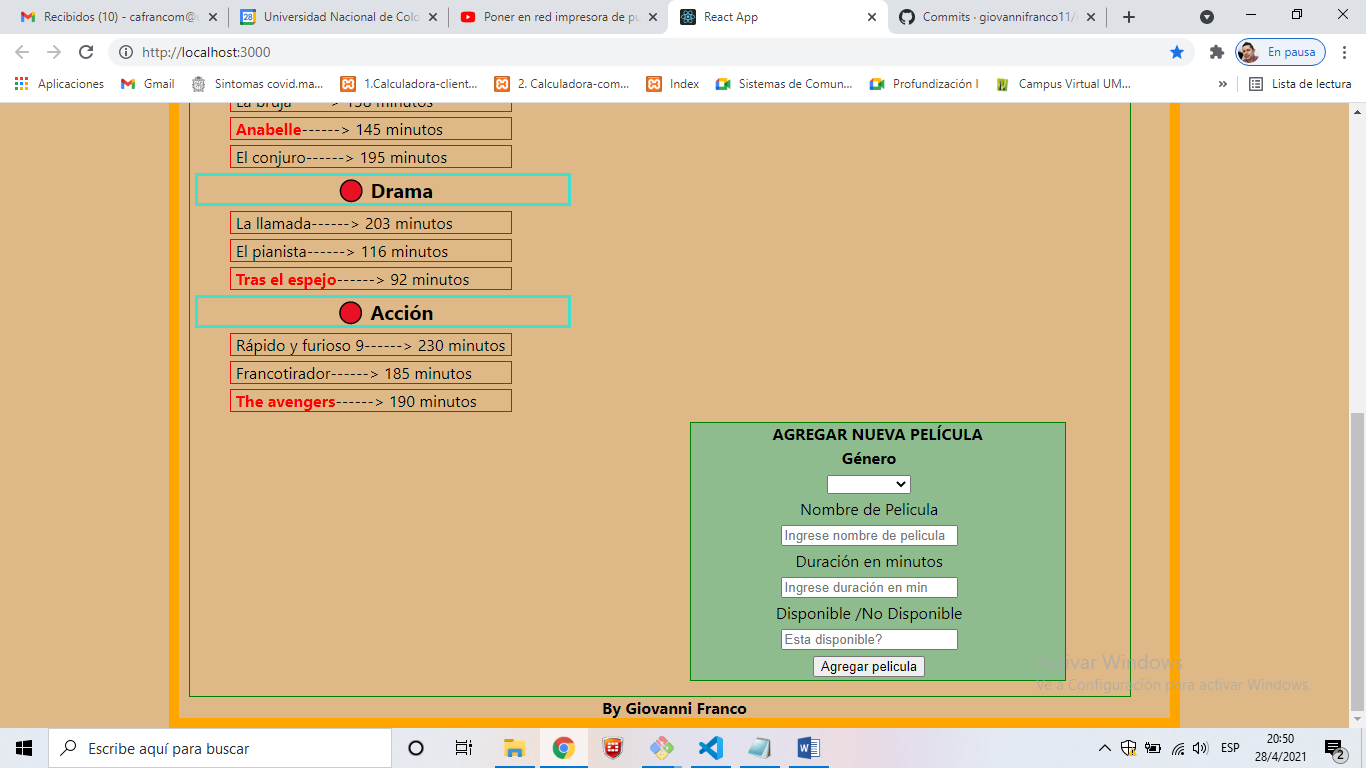 Recibidos (10) - cafrancom@
Universidad Nacional de Colo
Poner en red impresora de pu
React App
Commits · giovannifranco11/
http://localhost:3000
En pausa
Aplicaciones
Gmail
Sintomas covid.ma...
1.Calculadora-client...
2. Calculadora-com...
Index
Sistemas de Comun...
Profundización I
Campus Virtual UM...
»
Lista de lectura
La bruja------> 156 minutos
Anabelle------> 145 minutos
El conjuro------> 195 minutos
Drama
La llamada------> 203 minutos
El pianista------> 116 minutos
Tras el espejo------> 92 minutos
Acción
Rápido y furioso 9------> 230 minutos
Francotirador------> 185 minutos
The avengers------> 190 minutos
AGREGAR NUEVA PELÍCULA
Género
Nombre de Pelicula
Ingrese nombre de pelicula
Duración en minutos
Ingrese duración en min
Disponible /No Disponible
Esta disponible?
Agregar pelicula
Activar Windows
Ve a Configuración para activar Windows.
By Giovanni Franco
Escribe aquí para buscar
ESP
20:50
28/4/2021
2